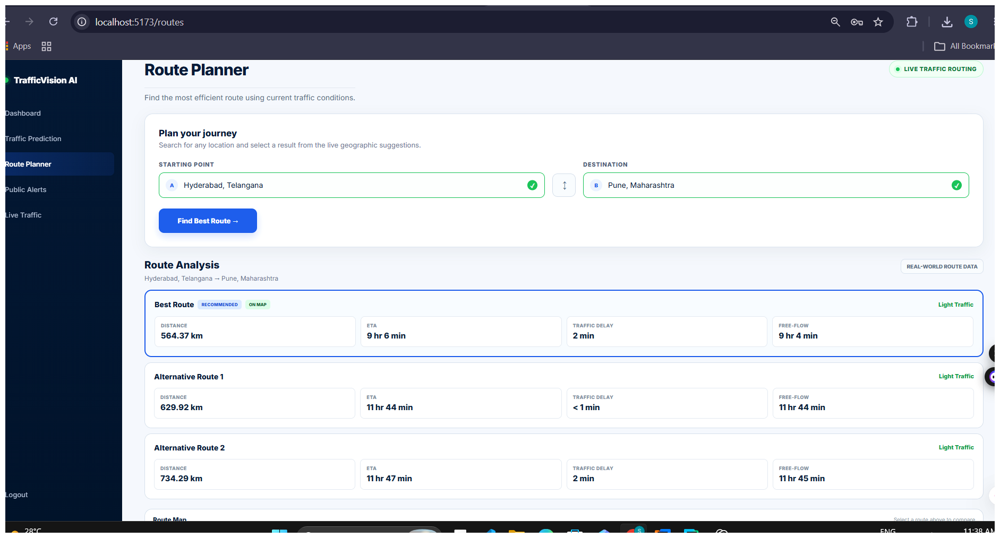 localhost:5173/routes
S
Apps
All Bookmar
TrafficVision AI
Dashboard
Traffic Prediction
Route Planner
Public Alerts
Live Traffic
Logout
Route Planner
LIVE TRAFFIC ROUTING
Find the most efficient route using current traffic conditions.
Plan your journey
Search for any location and select a result from the live geographic suggestions.
STARTING POINT
A Hyderabad, Telangana
DESTINATION
B Pune, Maharashtra
Find Best Route →
Route Analysis
REAL-WORLD ROUTE DATA
Hyderabad, Telangana → Pune, Maharashtra
Best Route RECOMMENDED ON MAP Light Traffic
DISTANCE ETA TRAFFIC DELAY FREE-FLOW
564.37 km 9 hr 6 min 2 min 9 hr 4 min
Alternative Route 1 Light Traffic
DISTANCE ETA TRAFFIC DELAY FREE-FLOW
629.92 km 11 hr 44 min < 1 min 11 hr 44 min
Alternative Route 2 Light Traffic
DISTANCE ETA TRAFFIC DELAY FREE-FLOW
734.29 km 11 hr 47 min 2 min 11 hr 45 min
Route Map Select a route above to compare
28°C S ENG 11:38 AM